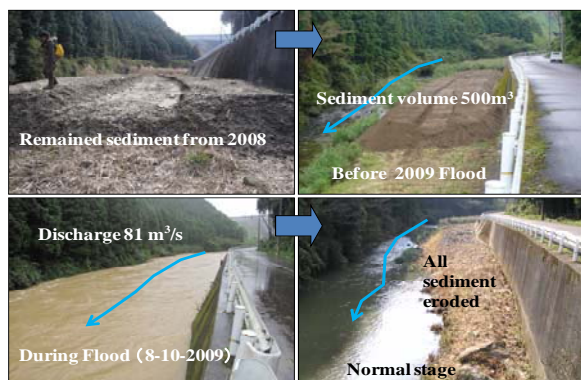 Remained sediment from 2008
Sediment volume 500m³
Before 2009 Flood
Discharge 81 m³/s
During Flood (8-10-2009)
All
sediment
eroded
Normal stage